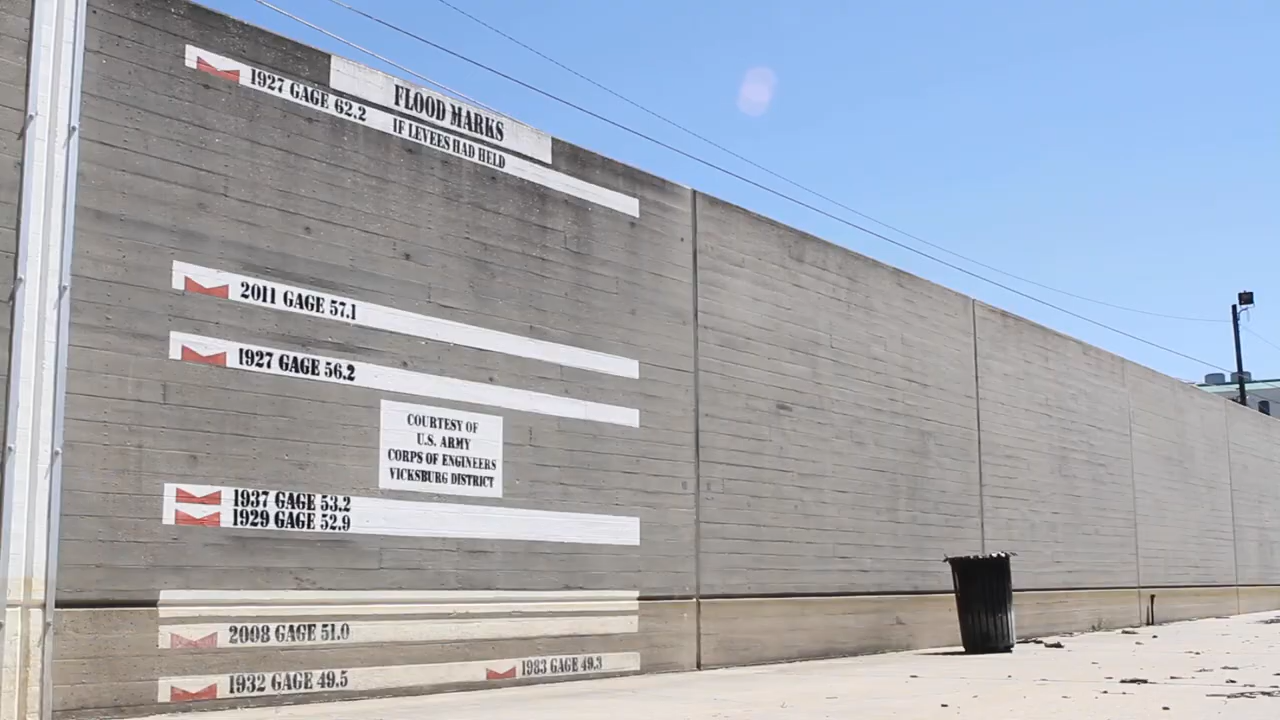 FLOOD MARKS
1927 GAGE 62.2 IF LEVEES HAD HELD
2011 GAGE 57.1
1927 GAGE 56.2
COURTESY OF
U.S. ARMY
CORPS OF ENGINEERS
VICKSBURG DISTRICT
1937 GAGE 53.2
1929 GAGE 52.9
2008 GAGE 51.0
1932 GAGE 49.5 1983 GAGE 49.3